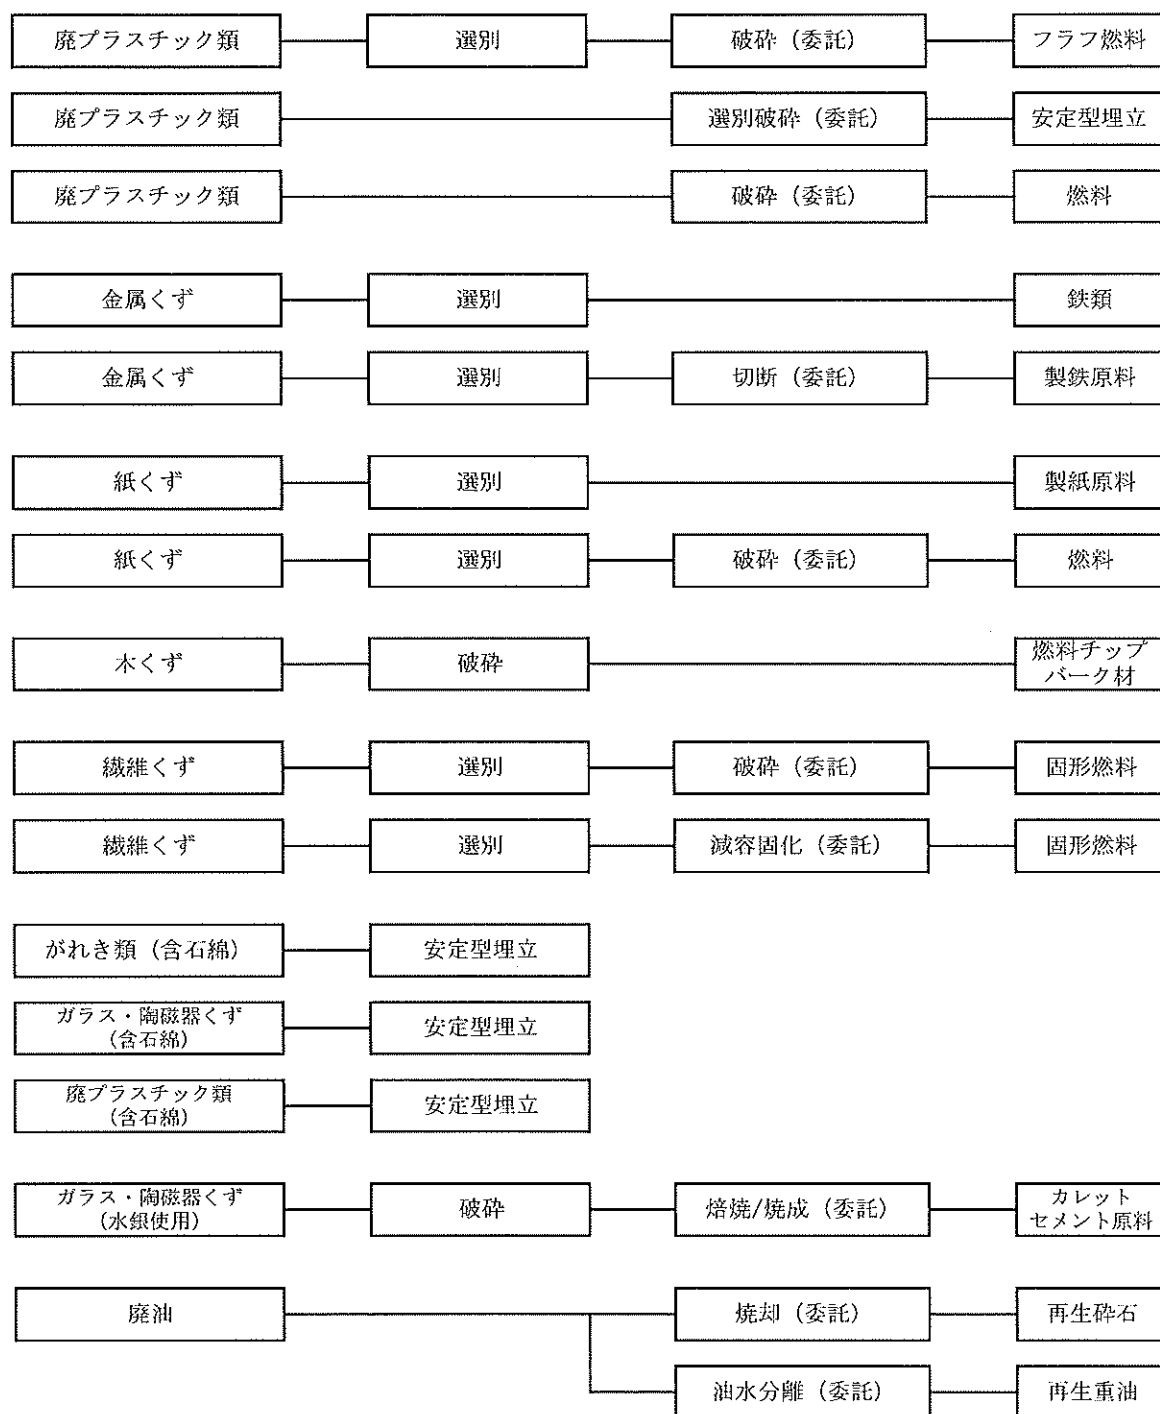 廃プラスチック類 選別 破砕（委託） フラフ燃料
廃プラスチック類 選別破砕（委託） 安定型埋立
廃プラスチック類 破砕（委託） 燃料
金属くず 選別 鉄類
金属くず 選別 切断（委託） 製鉄原料
紙くず 選別 製紙原料
紙くず 選別 破砕（委託） 燃料
木くず 破砕 燃料チップ
バーク材
繊維くず 選別 破砕（委託） 固形燃料
繊維くず 選別 減容固化（委託） 固形燃料
がれき類（含石綿） 安定型埋立
ガラス・陶磁器くず
（含石綿） 安定型埋立
廃プラスチック類
（含石綿） 安定型埋立
ガラス・陶磁器くず
（水銀使用） 破砕 焙焼/焼成（委託） カレット
セメント原料
廃油 焼却（委託） 再生砕石
油水分離（委託） 再生重油